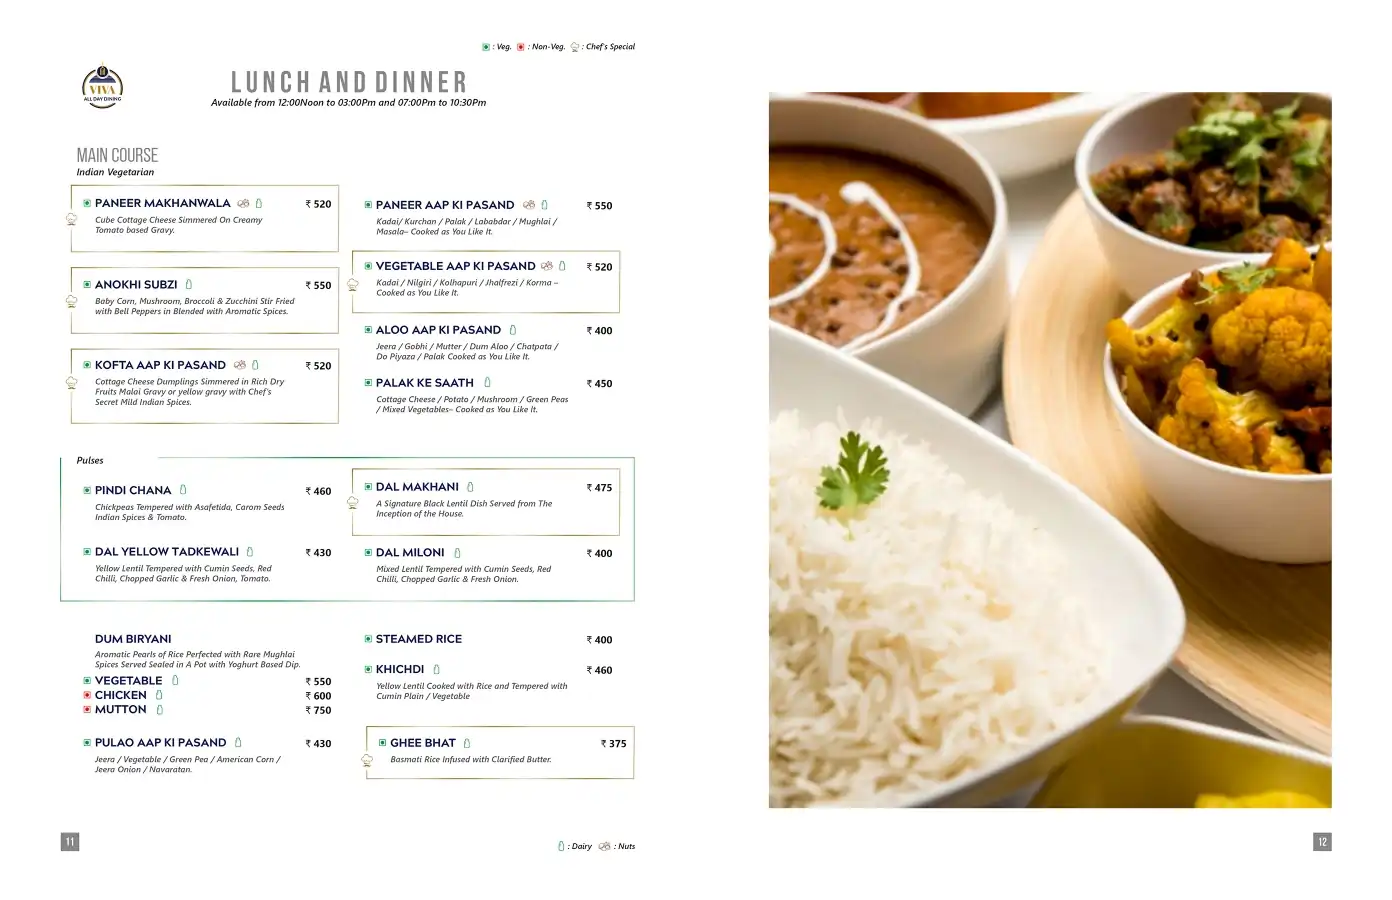 : Veg. : Non-Veg. : Chef's Special
VIVA
ALL DAY DINING
LUNCH AND DINNER
Available from 12:00Noon to 03:00Pm and 07:00Pm to 10:30Pm
MAIN COURSE
Indian Vegetarian
PANEER MAKHANWALA ₹ 520
Cube Cottage Cheese Simmered On Creamy
Tomato based Gravy.
ANOKHI SUBZI ₹ 550
Baby Corn, Mushroom, Broccoli & Zucchini Stir Fried
with Bell Peppers in Blended with Aromatic Spices.
KOFTA AAP KI PASAND ₹ 520
Cottage Cheese Dumplings Simmered in Rich Dry
Fruits Malai Gravy or yellow gravy with Chef's
Secret Mild Indian Spices.
PANEER AAP KI PASAND ₹ 550
Kadai/ Kurchan / Palak / Lababdar / Mughlai /
Masala– Cooked as You Like It.
VEGETABLE AAP KI PASAND ₹ 520
Kadai / Nilgiri / Kolhapuri / Jhalfrezi / Korma –
Cooked as You Like It.
ALOO AAP KI PASAND ₹ 400
Jeera / Gobhi / Mutter / Dum Aloo / Chatpata /
Do Piyaza / Palak Cooked as You Like It.
PALAK KE SAATH ₹ 450
Cottage Cheese / Potato / Mushroom / Green Peas
/ Mixed Vegetables– Cooked as You Like It.
Pulses
PINDI CHANA ₹ 460
Chickpeas Tempered with Asafetida, Carom Seeds
Indian Spices & Tomato.
DAL YELLOW TADKEWALI ₹ 430
Yellow Lentil Tempered with Cumin Seeds, Red
Chilli, Chopped Garlic & Fresh Onion, Tomato.
DAL MAKHANI ₹ 475
A Signature Black Lentil Dish Served from The
Inception of the House.
DAL MILONI ₹ 400
Mixed Lentil Tempered with Cumin Seeds, Red
Chilli, Chopped Garlic & Fresh Onion.
DUM BIRYANI
Aromatic Pearls of Rice Perfected with Rare Mughlai
Spices Served Sealed in A Pot with Yoghurt Based Dip.
VEGETABLE ₹ 550
CHICKEN ₹ 600
MUTTON ₹ 750
PULAO AAP KI PASAND ₹ 430
Jeera / Vegetable / Green Pea / American Corn /
Jeera Onion / Navaratan.
STEAMED RICE ₹ 400
KHICHDI ₹ 460
Yellow Lentil Cooked with Rice and Tempered with
Cumin Plain / Vegetable
GHEE BHAT ₹ 375
Basmati Rice Infused with Clarified Butter.
11
: Dairy : Nuts
12